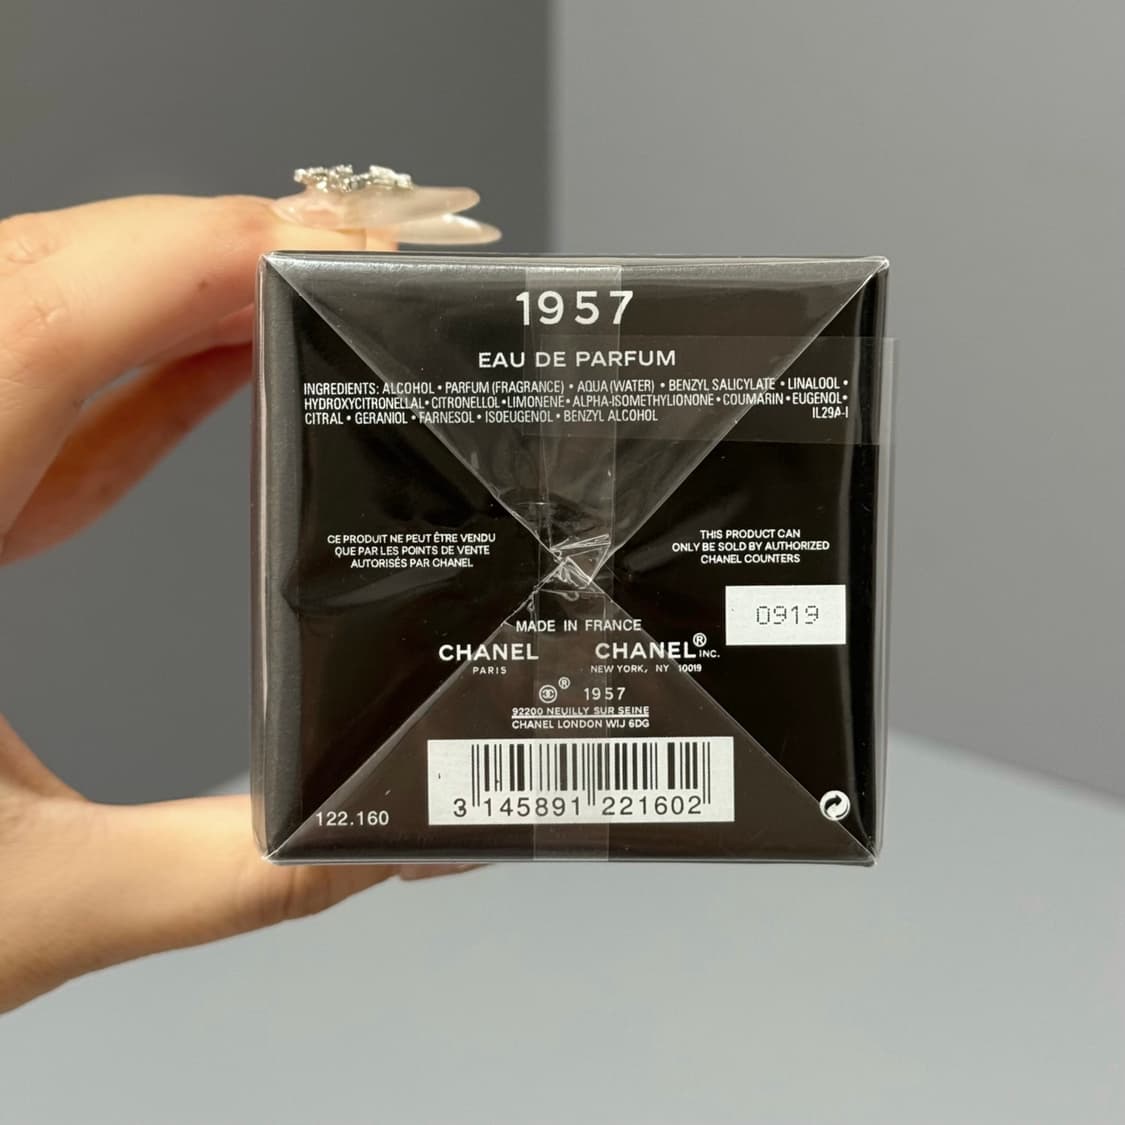 1957
EAU DE PARFUM
INGREDIENTS: ALCOHOL • PARFUM (FRAGRANCE) • AQUA (WATER) • BENZYL SALICYLATE • LINALOOL •
HYDROXYCITRONELLAL • CITRONELLOL • LIMONENE • ALPHA-ISOMETHYLIONONE • COUMARIN • EUGENOL •
CITRAL • GERANIOL • FARNESOL • ISOEUGENOL • BENZYL ALCOHOL IL29A-I
CE PRODUIT NE PEUT ÊTRE VENDU
QUE PAR LES POINTS DE VENTE
AUTORISÉS PAR CHANEL
THIS PRODUCT CAN
ONLY BE SOLD BY AUTHORIZED
CHANEL COUNTERS
0919
MADE IN FRANCE
CHANEL CHANEL® INC.
PARIS NEW YORK, NY 10019
® 1957
92200 NEUILLY SUR SEINE
CHANEL LONDON W1J 6DG
3 145891 221602
122.160